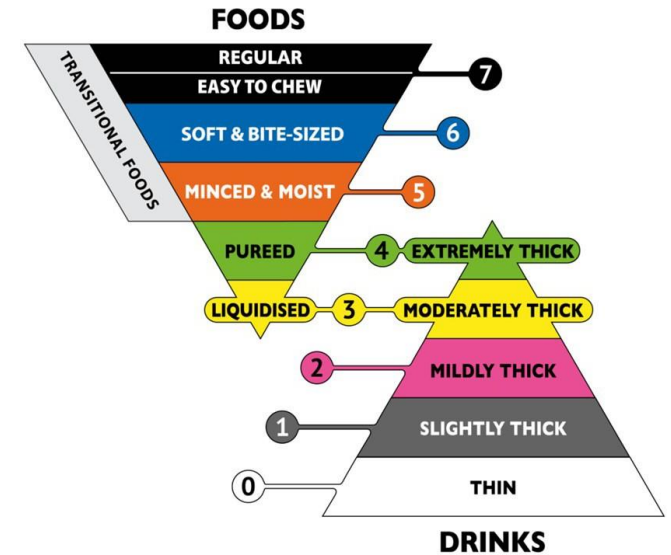 FOODS
TRANSITIONAL FOODS
REGULAR
EASY TO CHEW
7
SOFT & BITE-SIZED
6
MINCED & MOIST
5
PUREED
4
EXTREMELY THICK
LIQUIDISED
3
MODERATELY THICK
2
MILDLY THICK
1
SLIGHTLY THICK
0
THIN
DRINKS